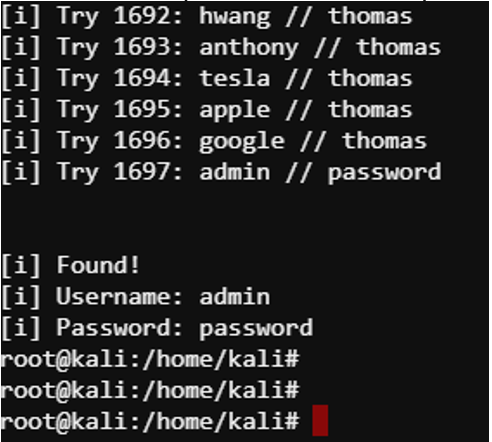 [i] Try 1692: hwang // thomas
[i] Try 1693: anthony // thomas
[i] Try 1694: tesla // thomas
[i] Try 1695: apple // thomas
[i] Try 1696: google // thomas
[i] Try 1697: admin // password
[i] Found!
[i] Username: admin
[i] Password: password
root@kali:/home/kali#
root@kali:/home/kali#
root@kali:/home/kali#